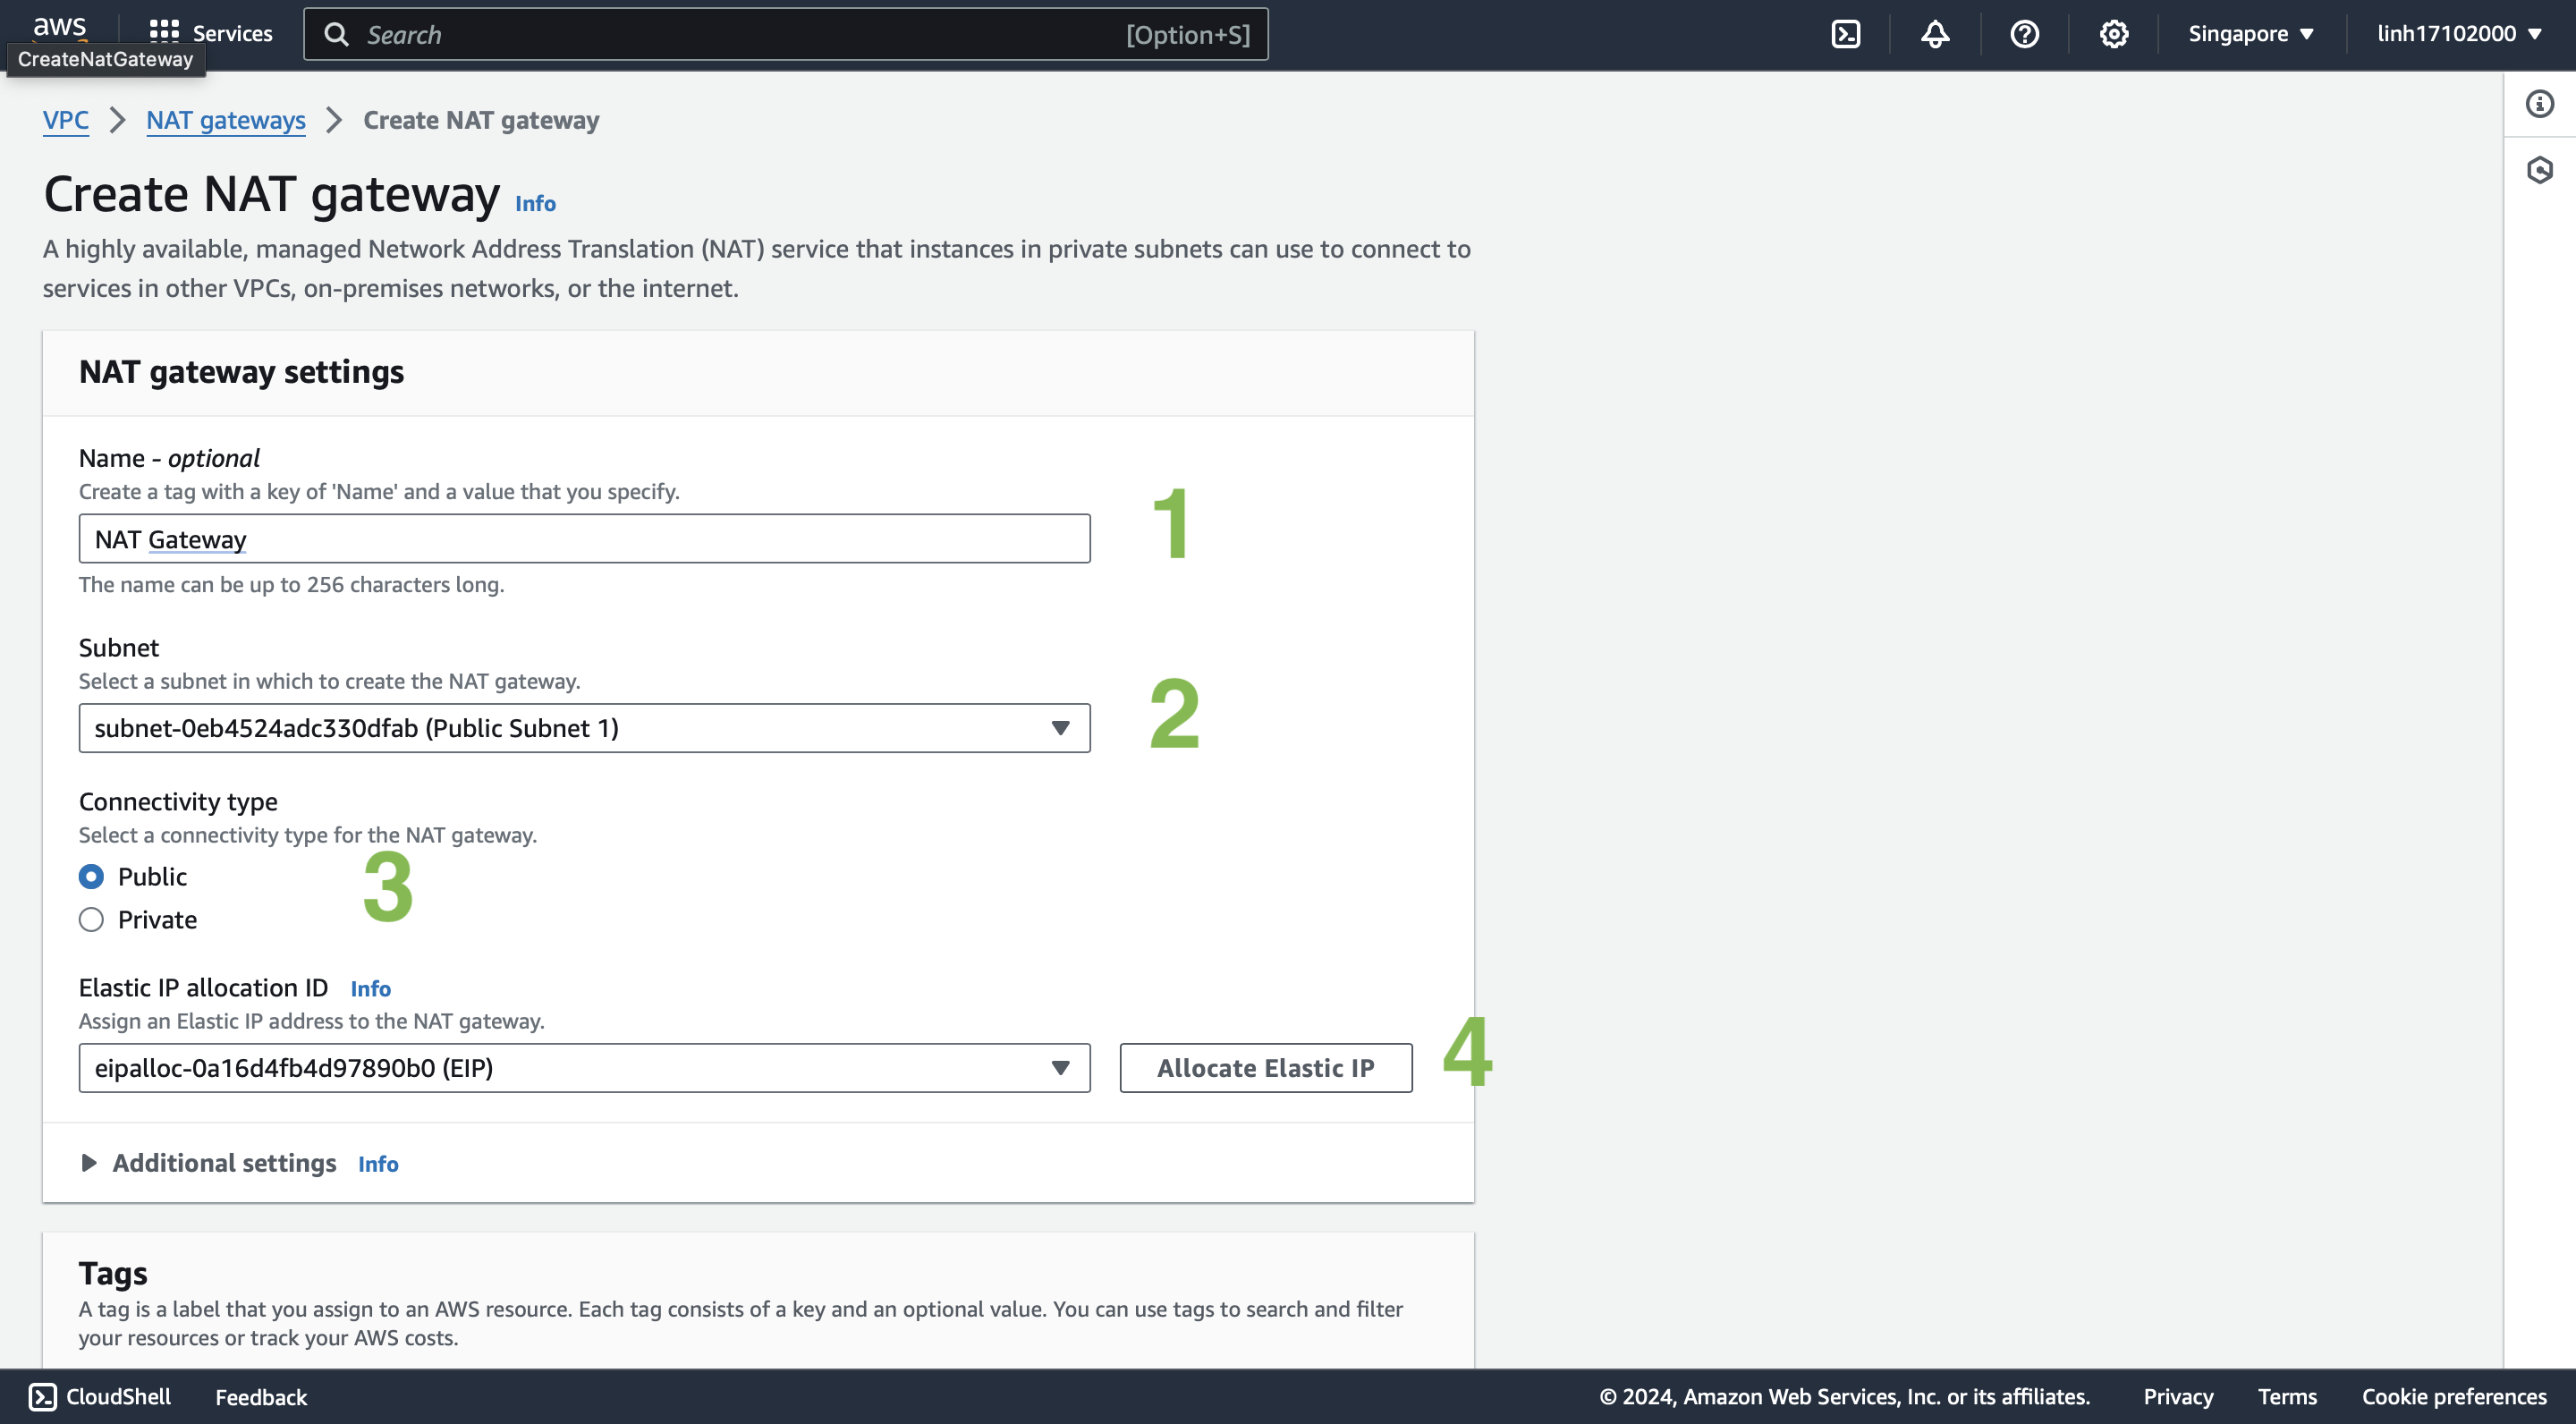 aws
Services
Search
[Option+S]
Singapore
linh17102000
CreateNatGateway
VPC
NAT gateways
Create NAT gateway
Create NAT gateway Info
A highly available, managed Network Address Translation (NAT) service that instances in private subnets can use to connect to
services in other VPCs, on-premises networks, or the internet.
NAT gateway settings
Name - optional
Create a tag with a key of 'Name' and a value that you specify.
NAT Gateway
1
The name can be up to 256 characters long.
Subnet
Select a subnet in which to create the NAT gateway.
subnet-0eb4524adc330dfab (Public Subnet 1)
2
Connectivity type
Select a connectivity type for the NAT gateway.
Public
3
Private
Elastic IP allocation ID Info
Assign an Elastic IP address to the NAT gateway.
eipalloc-0a16d4fb4d97890b0 (EIP)
Allocate Elastic IP
4
Additional settings Info
Tags
A tag is a label that you assign to an AWS resource. Each tag consists of a key and an optional value. You can use tags to search and filter
your resources or track your AWS costs.
CloudShell
Feedback
© 2024, Amazon Web Services, Inc. or its affiliates.
Privacy
Terms
Cookie preferences